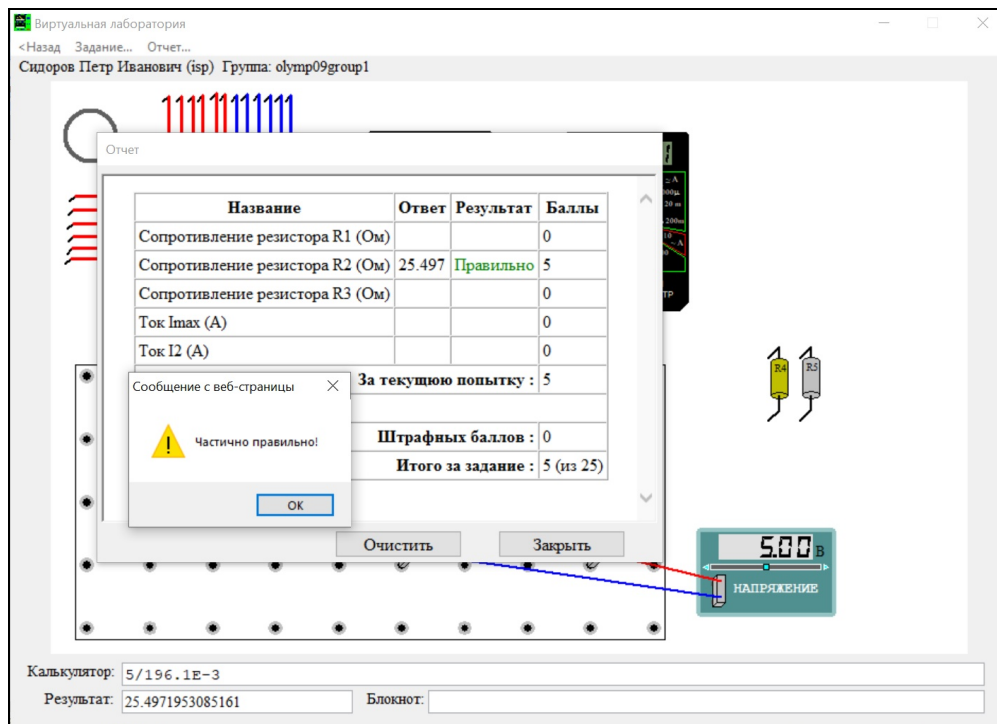 Виртуальная лаборатория
<Назад Задание... Отчет...
Сидоров Петр Иванович (isp) Группа: olymp09group1
Отчет
Название Ответ Результат Баллы
Сопротивление резистора R1 (Ом) 0
Сопротивление резистора R2 (Ом) 25.497 Правильно 5
Сопротивление резистора R3 (Ом) 0
Ток Imax (А) 0
Ток I2 (А) 0
За текущую попытку : 5
Штрафных баллов : 0
Итого за задание : 5 (из 25)
Сообщение с веб-страницы
Частично правильно!
ОК
Очистить Закрыть
R4 R5
5.00 В
НАПРЯЖЕНИЕ
Калькулятор: 5/196.1E-3
Результат: 25.4971953085161 Блокнот: